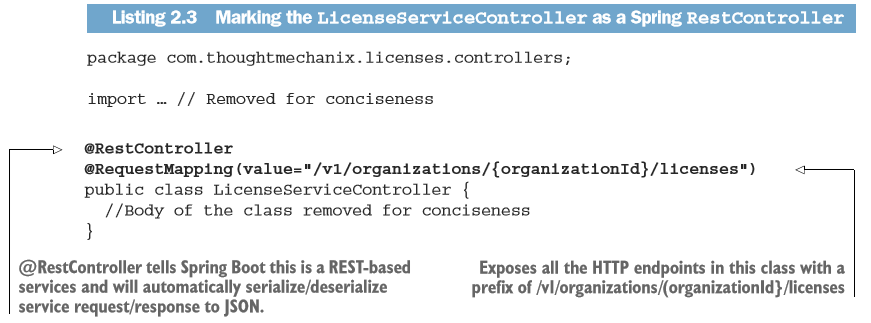 Listing 2.3 Marking the LicenseServiceController as a Spring RestController
package com.thoughtmechanix.licenses.controllers;
import … // Removed for conciseness
@RestController
@RequestMapping(value="/v1/organizations/{organizationId}/licenses")
public class LicenseServiceController {
//Body of the class removed for conciseness
}
@RestController tells Spring Boot this is a REST-based
services and will automatically serialize/deserialize
service request/response to JSON.
Exposes all the HTTP endpoints in this class with a
prefix of /v1/organizations/(organizationId}/licenses